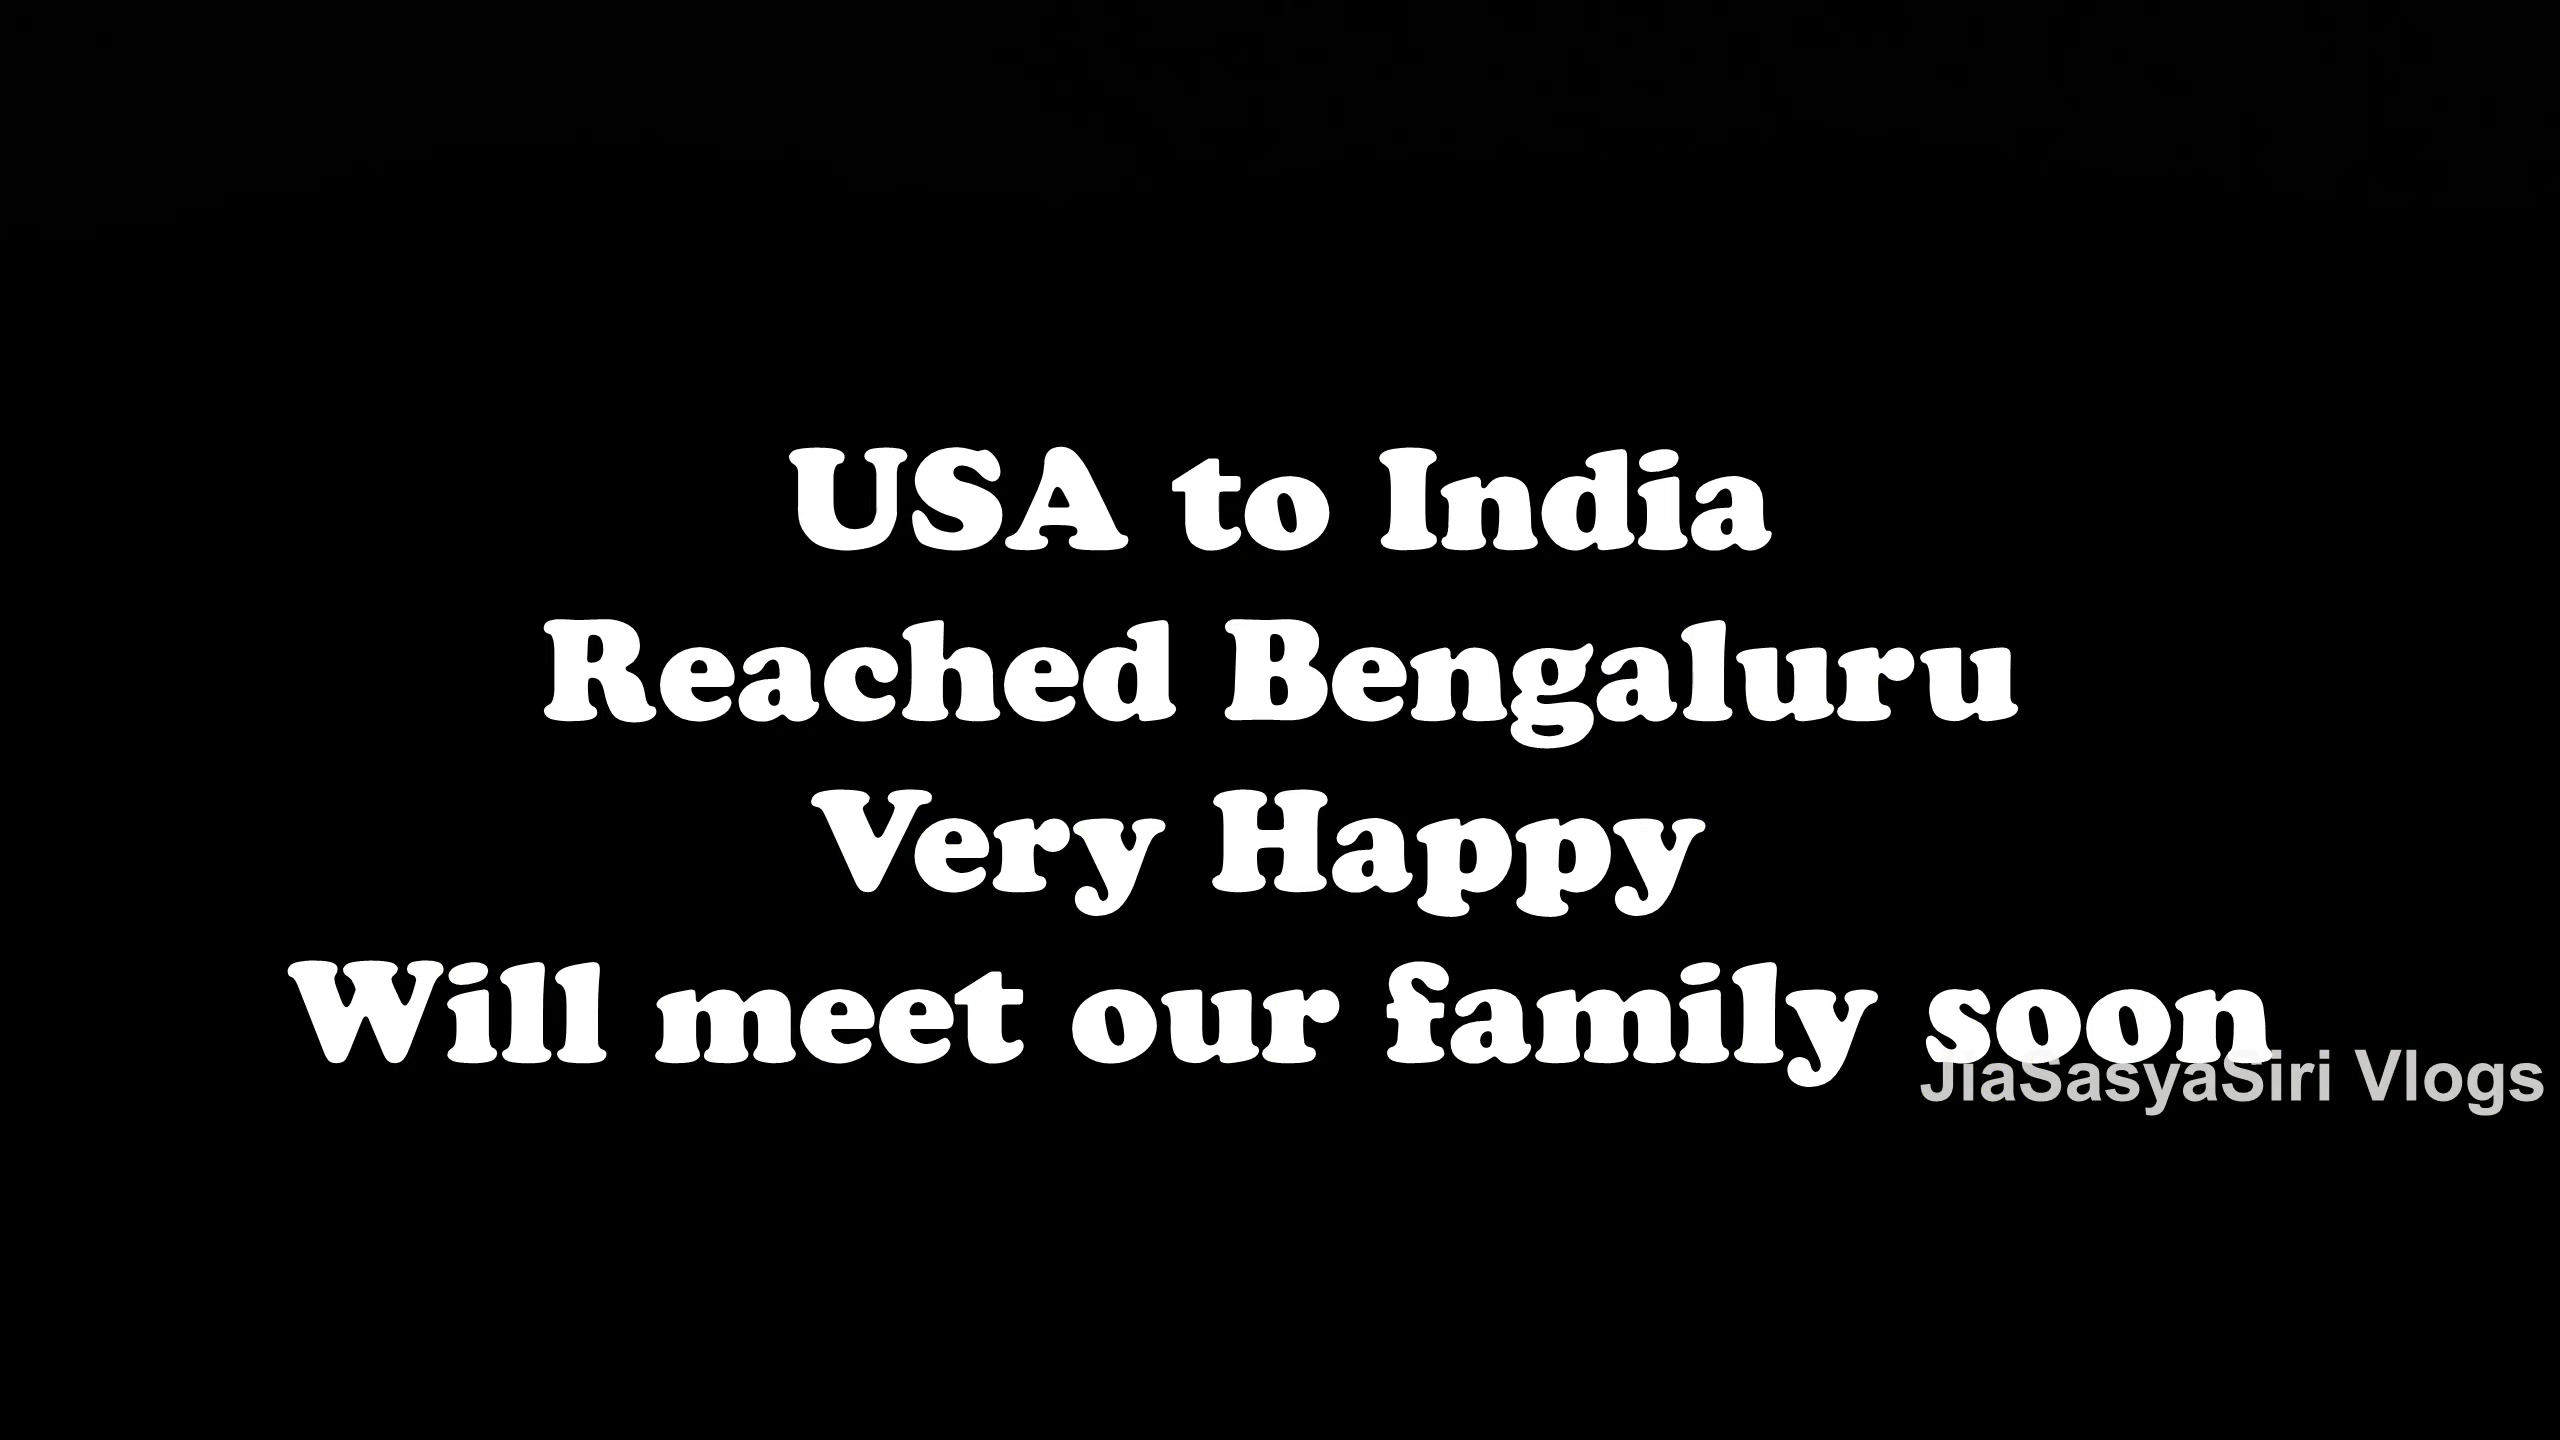 USA to India
Reached Bengaluru
Very Happy
Will meet our family soon
JiaSasyaSiri Vlogs